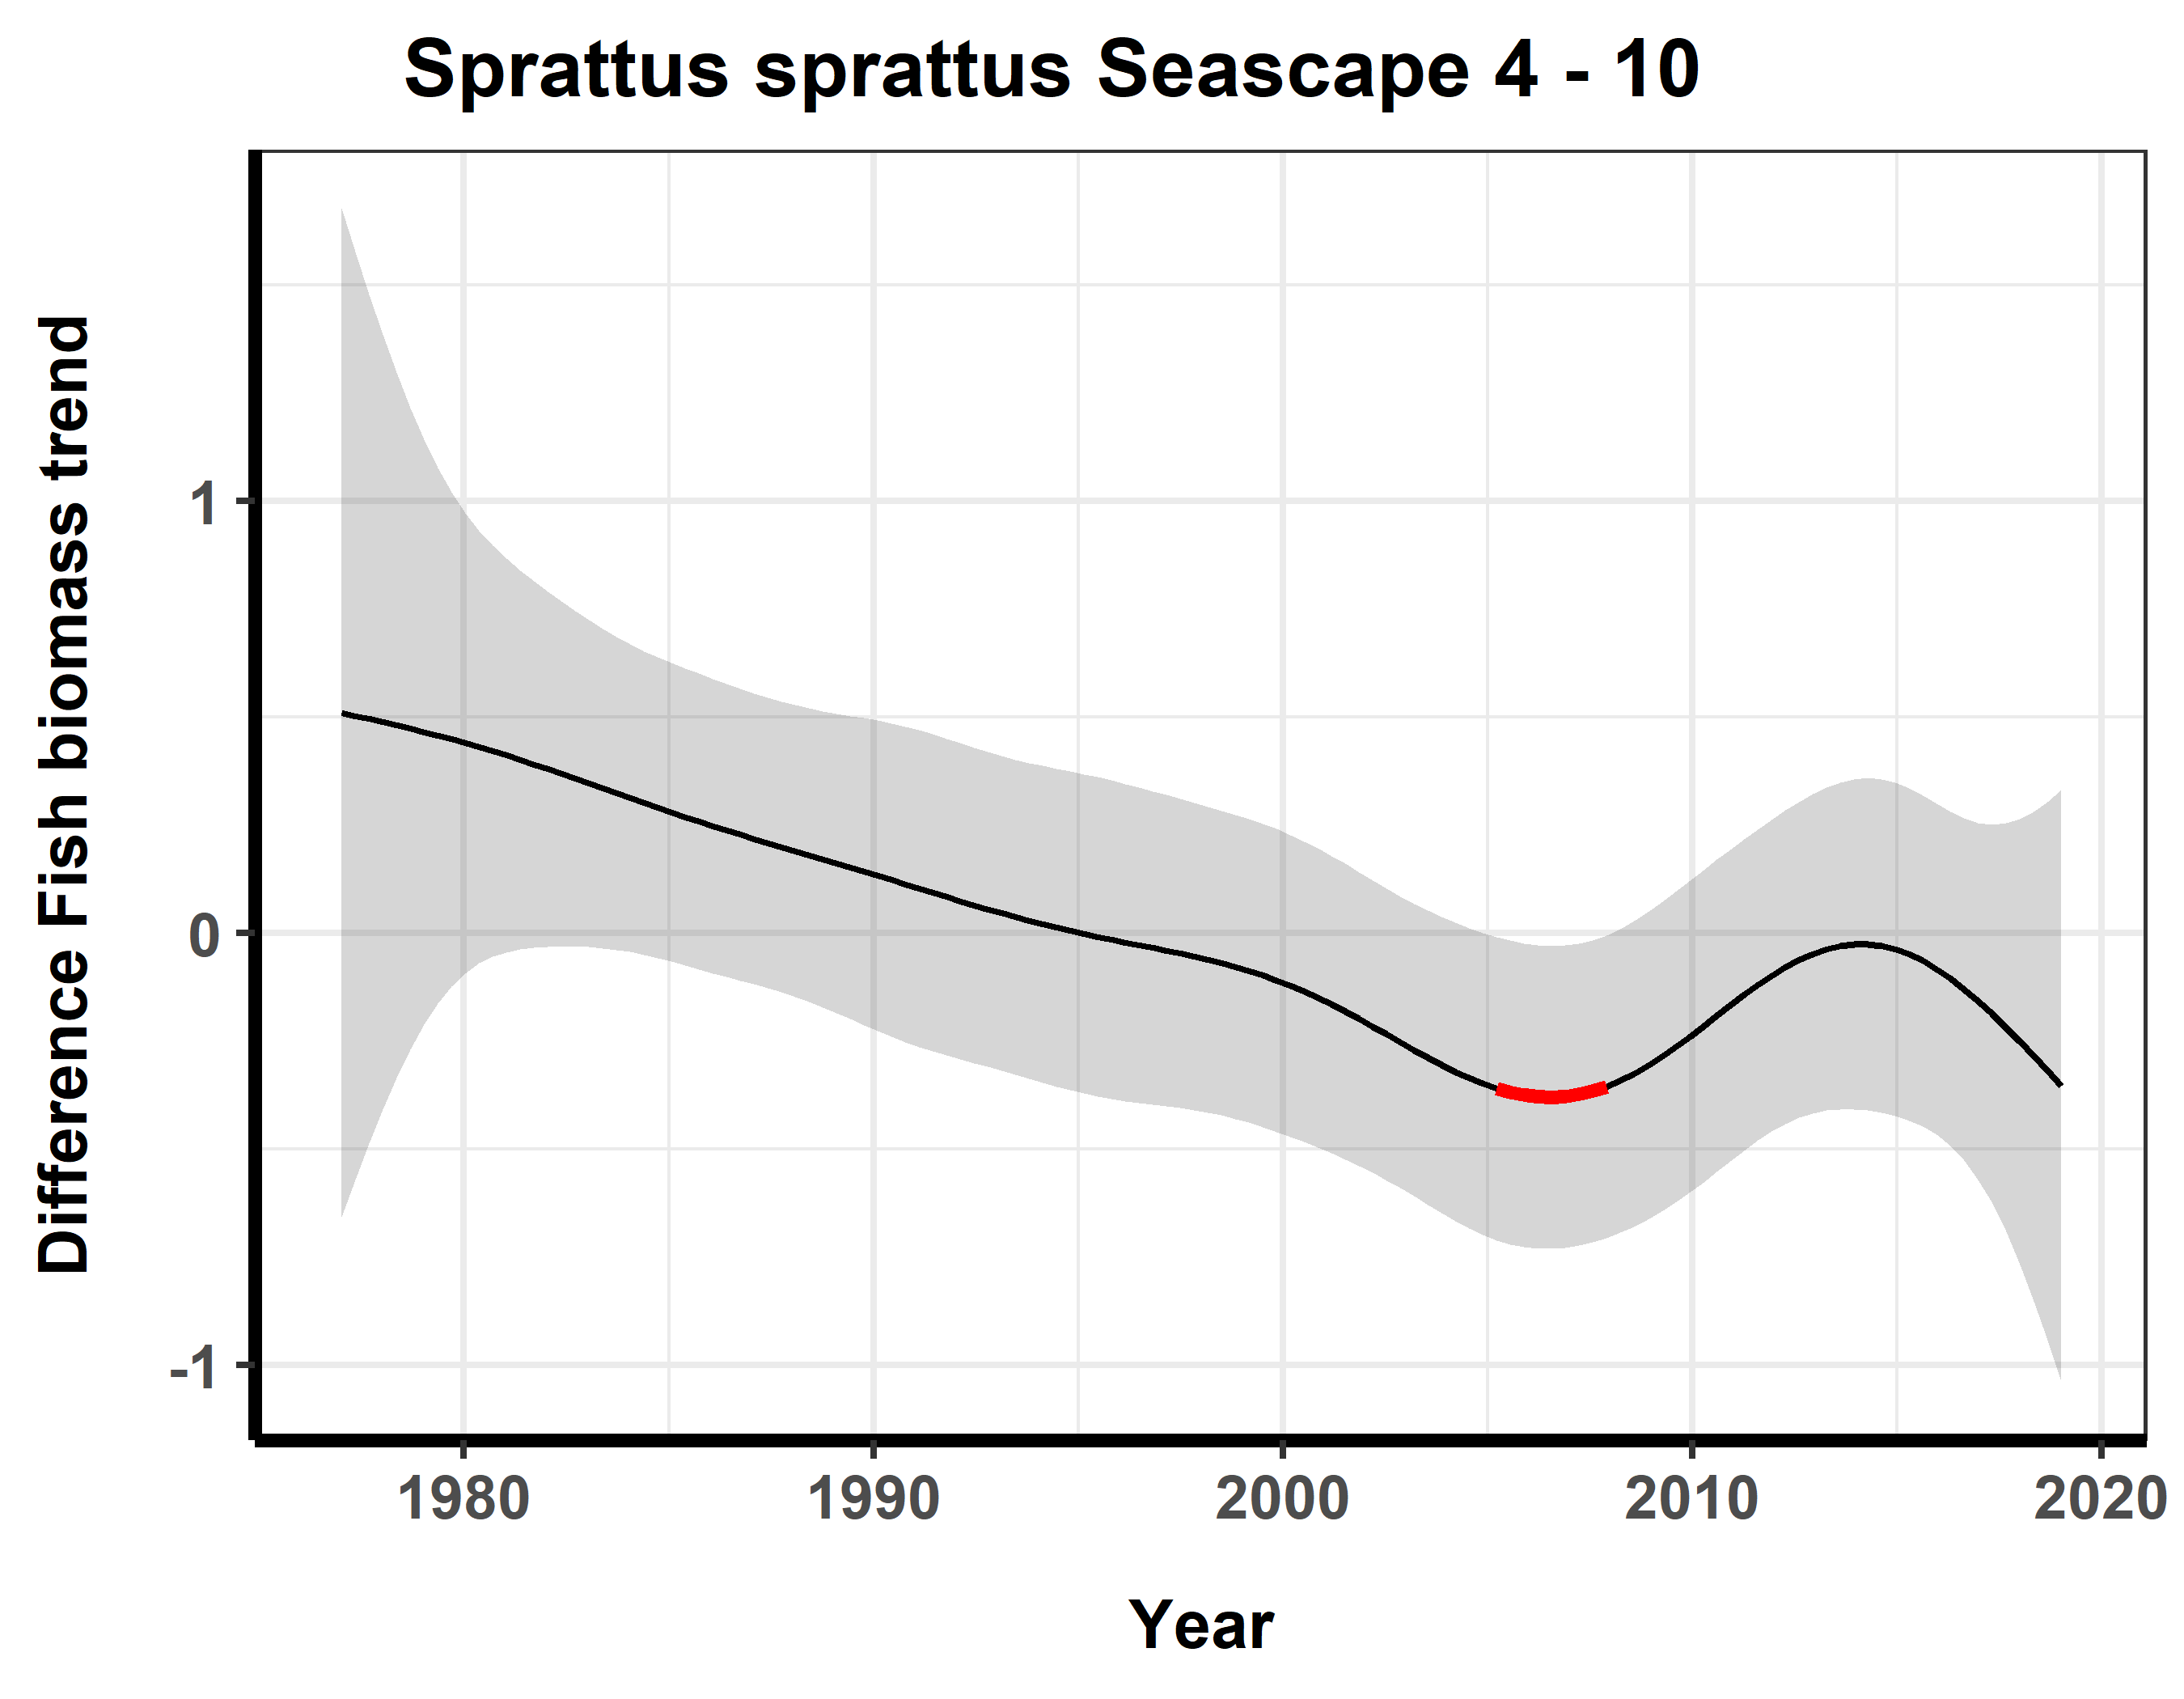 Sprattus sprattus Seascape 4 - 10
Difference Fish biomass trend
1
0
-1
1980 1990 2000 2010 2020
Year